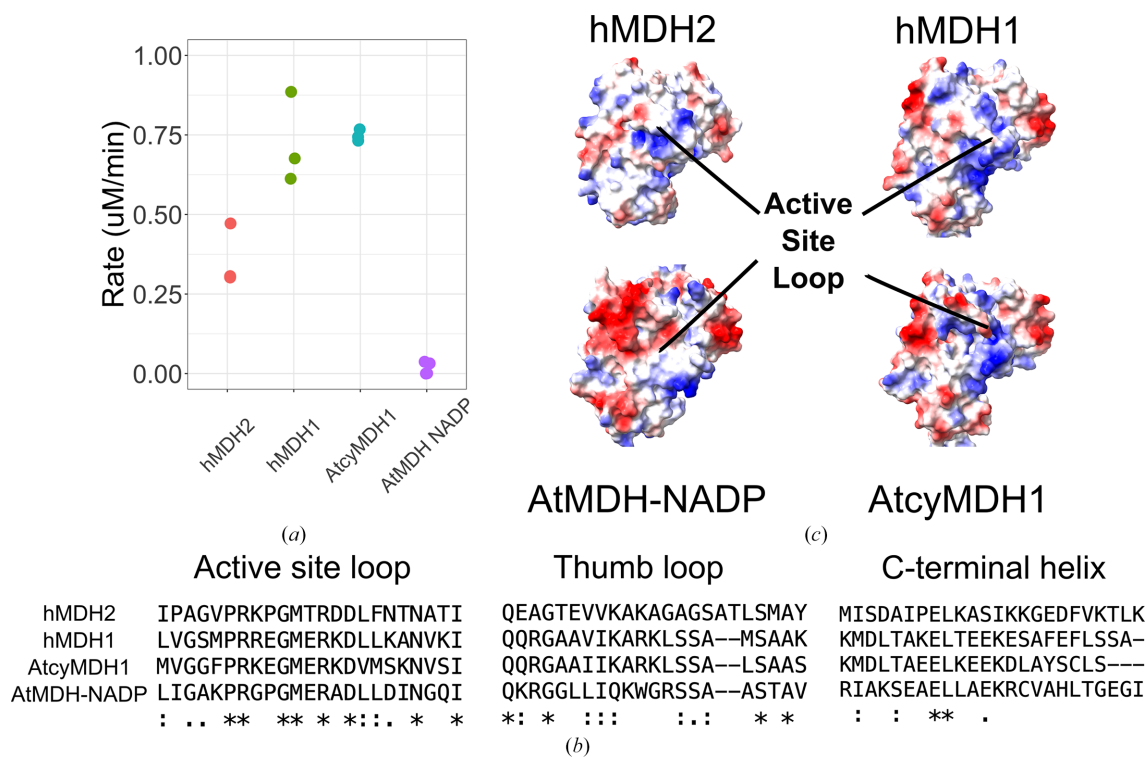 1.00
0.75
0.50
0.25
0.00
Rate (uM/min)
hMDH2
hMDH1
AtcyMDH1
AtMDH NADP
(a)
hMDH2
hMDH1
Active
Site
Loop
AtMDH-NADP
AtcyMDH1
(c)
Active site loop
Thumb loop
C-terminal helix
hMDH2 IPAGVPRKPGMTRDDLFNTNATI QEAGTEVVKAKAGAGSATLSMAY MISDAIPELKASIKKGEDFVKTLK
hMDH1 LVGSMPRREGMERKDLLKANVKI QQRGAAVIKARKLSSA--MSAAK KMDLTAKELTEEKESAFEFLSSA-
AtcyMDH1 MVGGFPRKEGMERKDVMSKNVSI QQRGAAIIKARKLSSA--LSAAS KMDLTAEELKEEKDLAYSCLS---
AtMDH-NADP LIGAKPRGPGMERADLLDINGQI QKRGGLLIQKWGRSSA--ASTAV RIAKSEAELLAEKRCVAHLTGEGI
: .. ** ** * *::. * * *: * ::: :.: * * : : ** .
(b)